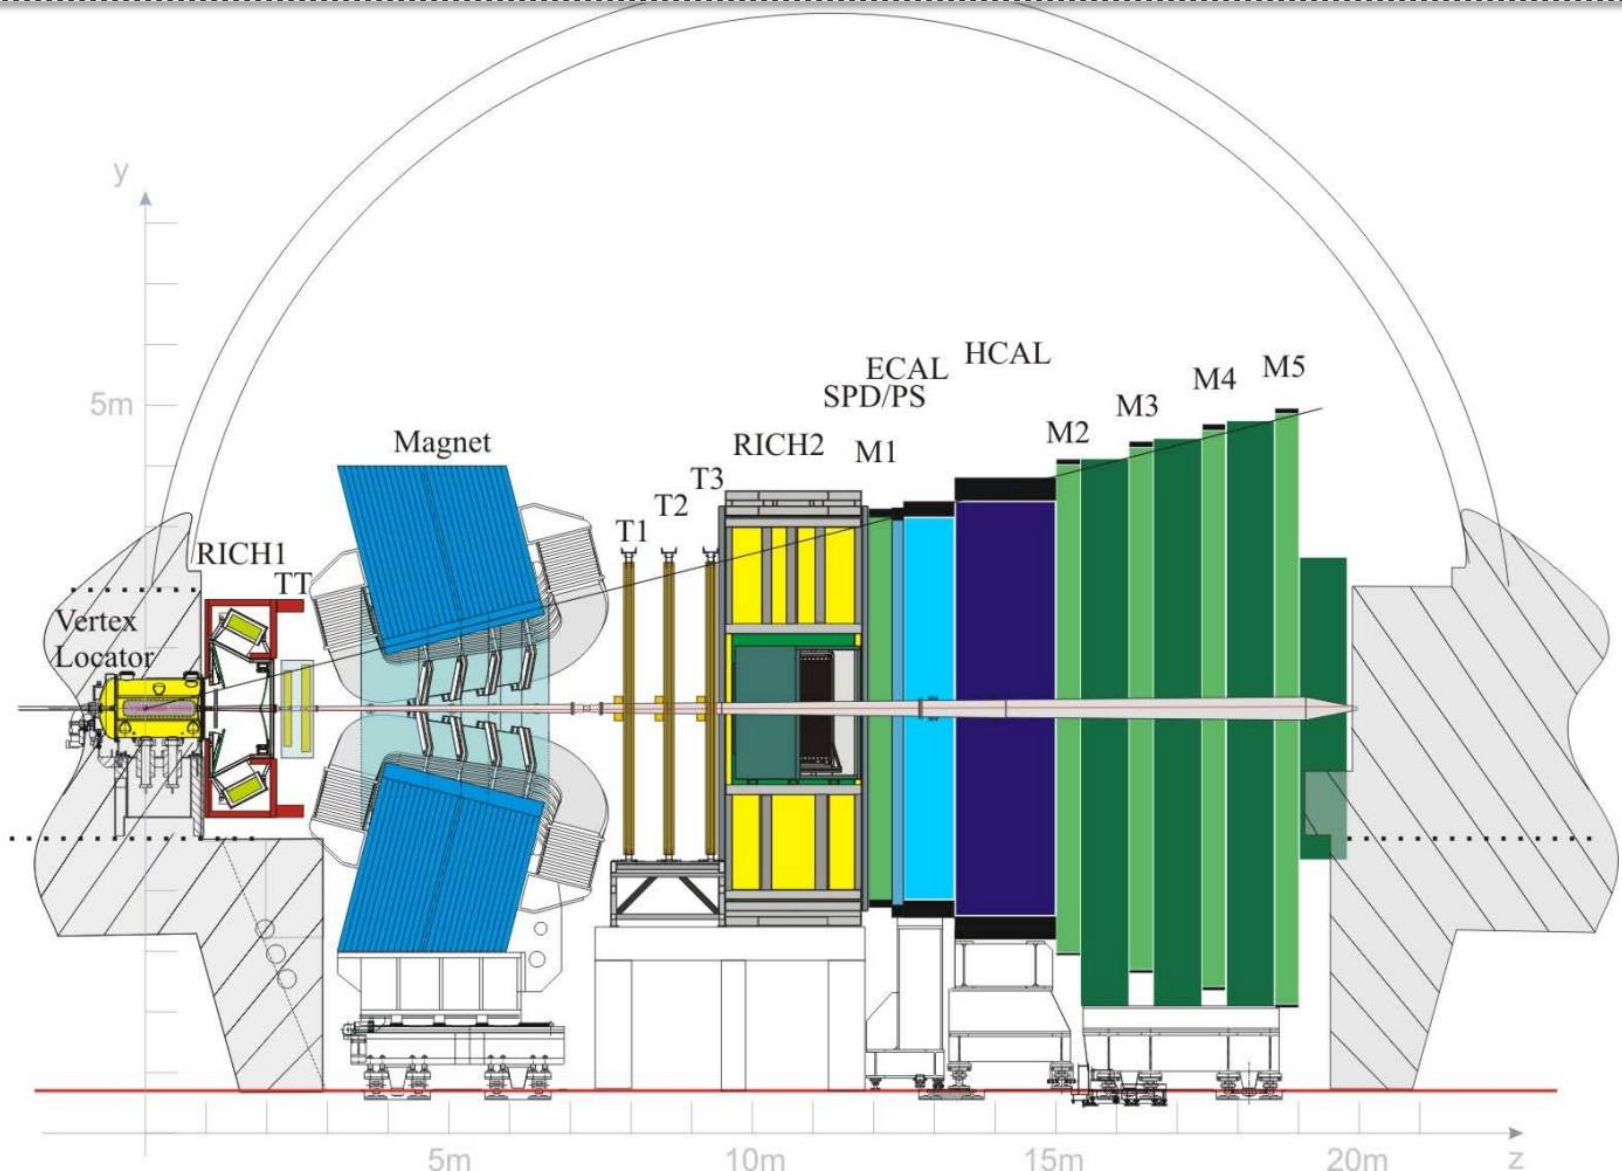 y
HCAL
ECAL
M5
M4
SPD/PS
5m
M3
M2
Magnet
RICH2
M1
T3
T2
T1
RICH1
TT
Vertex
Locator
5m
10m
15m
20m
z